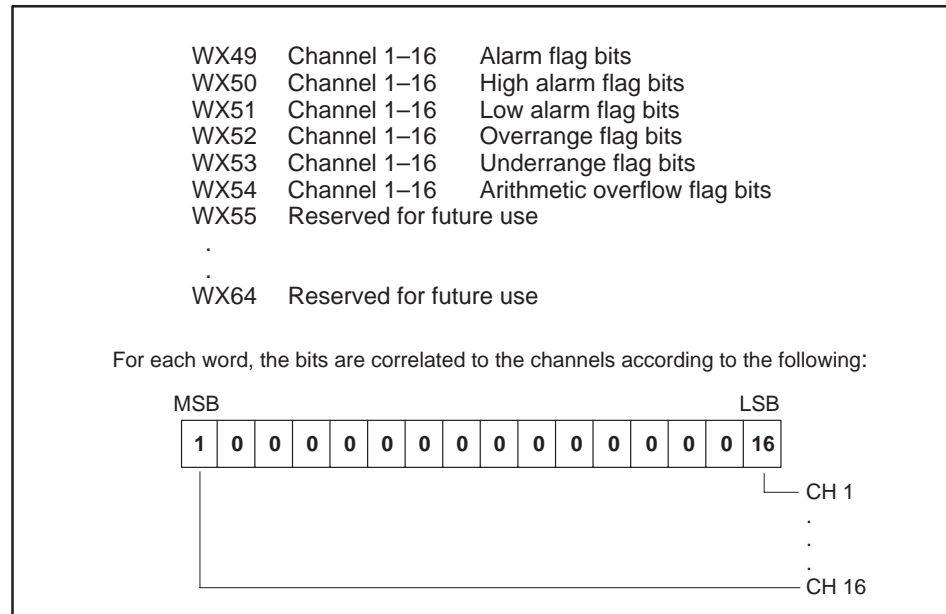 WX49 Channel 1–16 Alarm flag bits
WX50 Channel 1–16 High alarm flag bits
WX51 Channel 1–16 Low alarm flag bits
WX52 Channel 1–16 Overrange flag bits
WX53 Channel 1–16 Underrange flag bits
WX54 Channel 1–16 Arithmetic overflow flag bits
WX55 Reserved for future use
.
.
WX64 Reserved for future use
For each word, the bits are correlated to the channels according to the following:
MSB LSB
1 0 0 0 0 0 0 0 0 0 0 0 0 0 0 16
CH 1
.
.
.
CH 16